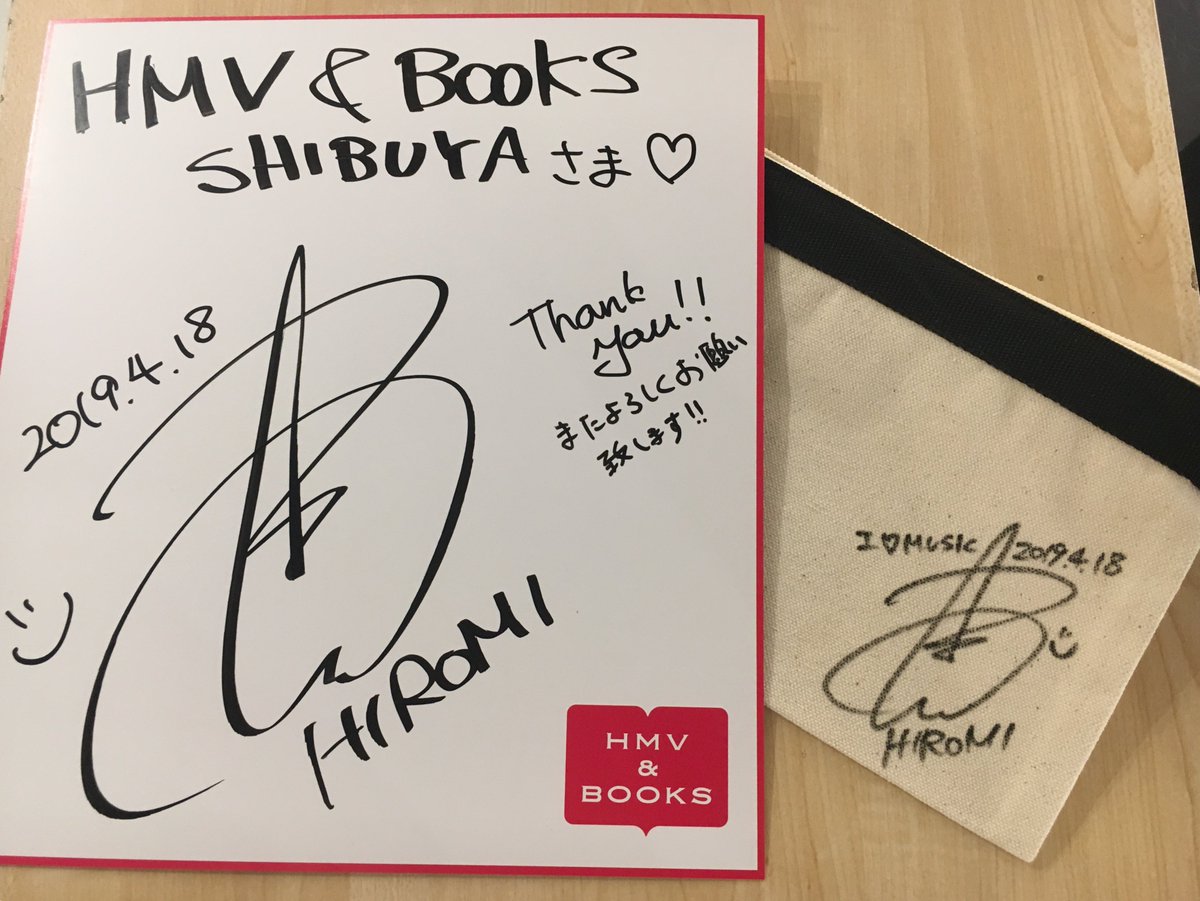 HMV & BOOKS
SHIBUYA さま♡
2019.4.18
Thank
you!!
またよろしくお願い
致します!!
HIROMI
HMV
&
BOOKS
I♡MUSIC 2019.4.18
HIROMI